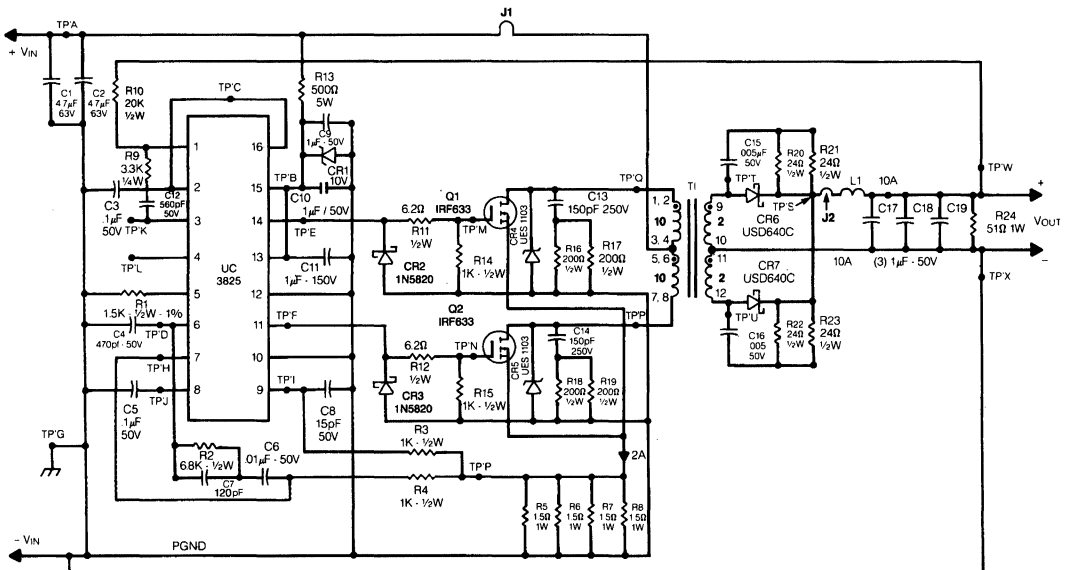 J1
TP'A
+ VIN
C1
4.7µF
63V
C2
4.7µF
63V
R10
20K
½W
TP'C
R13
500Ω
5W
C9
1µF - 50V
CR1
10V
1
2
3
4
5
6
7
8
16
15
14
13
12
11
10
9
UC
3825
R9
3.3K
¼W
C12
560pF
50V
C3
.1µF
50V
TP'K
TP'L
R1
1.5K - ½W - 1%
C4
470pf - 50V
TP'D
TP'H
C5
.1µF
50V
TP'J
TP'G
TP'B
C10
1µF / 50V
TP'E
C11
1µF - 150V
TP'F
TP'I
C8
15pF
50V
6.2Ω
R11
½W
CR2
1N5820
R14
1K - ½W
TP'M
Q1
IRF633
CR4
UES 1103
C13
150pF 250V
R16
200Ω
½W
R17
200Ω
½W
TP'Q
Q2
IRF633
6.2Ω
R12
½W
CR3
1N5820
R15
1K - ½W
TP'N
CR5
UES 1103
C14
150pF
250V
R18
200Ω
½W
R19
200Ω
½W
TP'P
T1
1, 2
10
3, 4
5, 6
10
7, 8
9
2
10
11
2
12
C15
.005µF
50V
TP'T
R20
24Ω
½W
R21
24Ω
½W
TP'S
CR6
USD640C
J2
L1
10A
C17
C18
C19
R24
51Ω 1W
TP'W
+
VOUT
−
10A
(3) 1µF - 50V
TP'X
CR7
USD640C
TP'U
C16
.005
50V
R22
24Ω
½W
R23
24Ω
½W
R2
6.8K - ½W
C7
120pF
C6
.01µF - 50V
R3
1K - ½W
R4
1K - ½W
TP'P
2A
R5
1.5Ω
1W
R6
1.5Ω
1W
R7
1.5Ω
1W
R8
1.5Ω
1W
− VIN
PGND